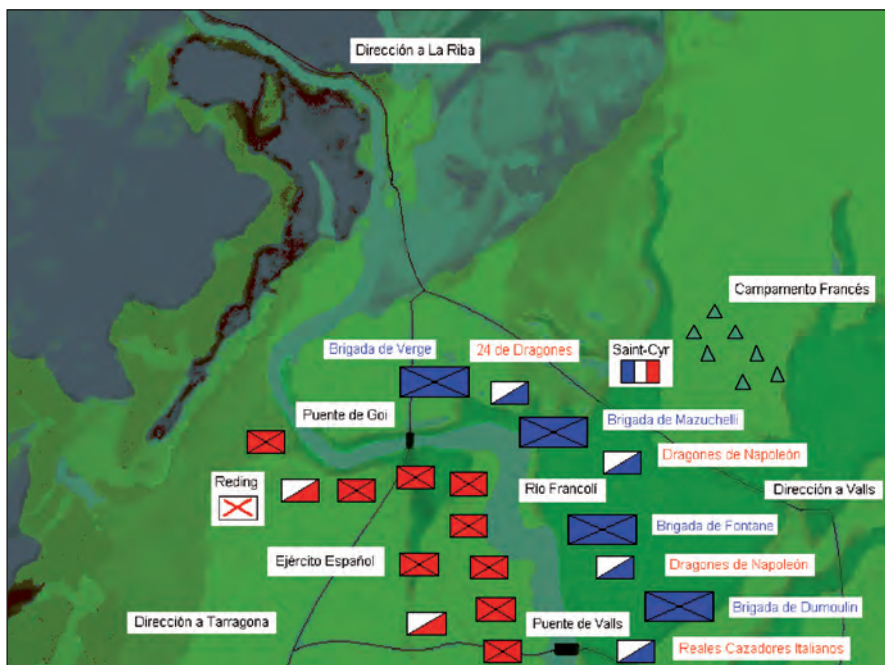 Dirección a La Riba
Campamento Francés
Brigada de Verge
24 de Dragones
Saint-Cyr
Puente de Goi
Brigada de Mazuchelli
Dragones de Napoleón
Reding
Río Francolí
Dirección a Valls
Brigada de Fontane
Ejército Español
Dragones de Napoleón
Brigada de Dumoulin
Dirección a Tarragona
Puente de Valls
Reales Cazadores Italianos